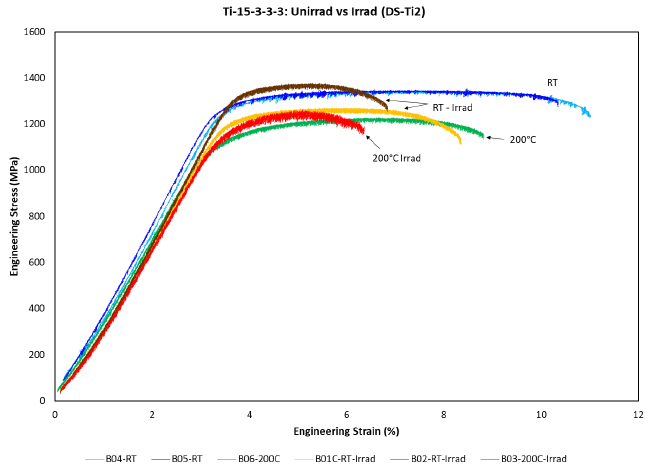 Ti-15-3-3-3: Unirrad vs Irrad (DS-Ti2)
1600
1400
1200
1000
800
600
400
200
0
Engineering Stress (MPa)
RT
RT - Irrad
200°C
200°C Irrad
0 2 4 6 8 10 12
Engineering Strain (%)
B04-RT B05-RT B06-200C B01C-RT-Irrad B02-RT-Irrad B03-200C-Irrad